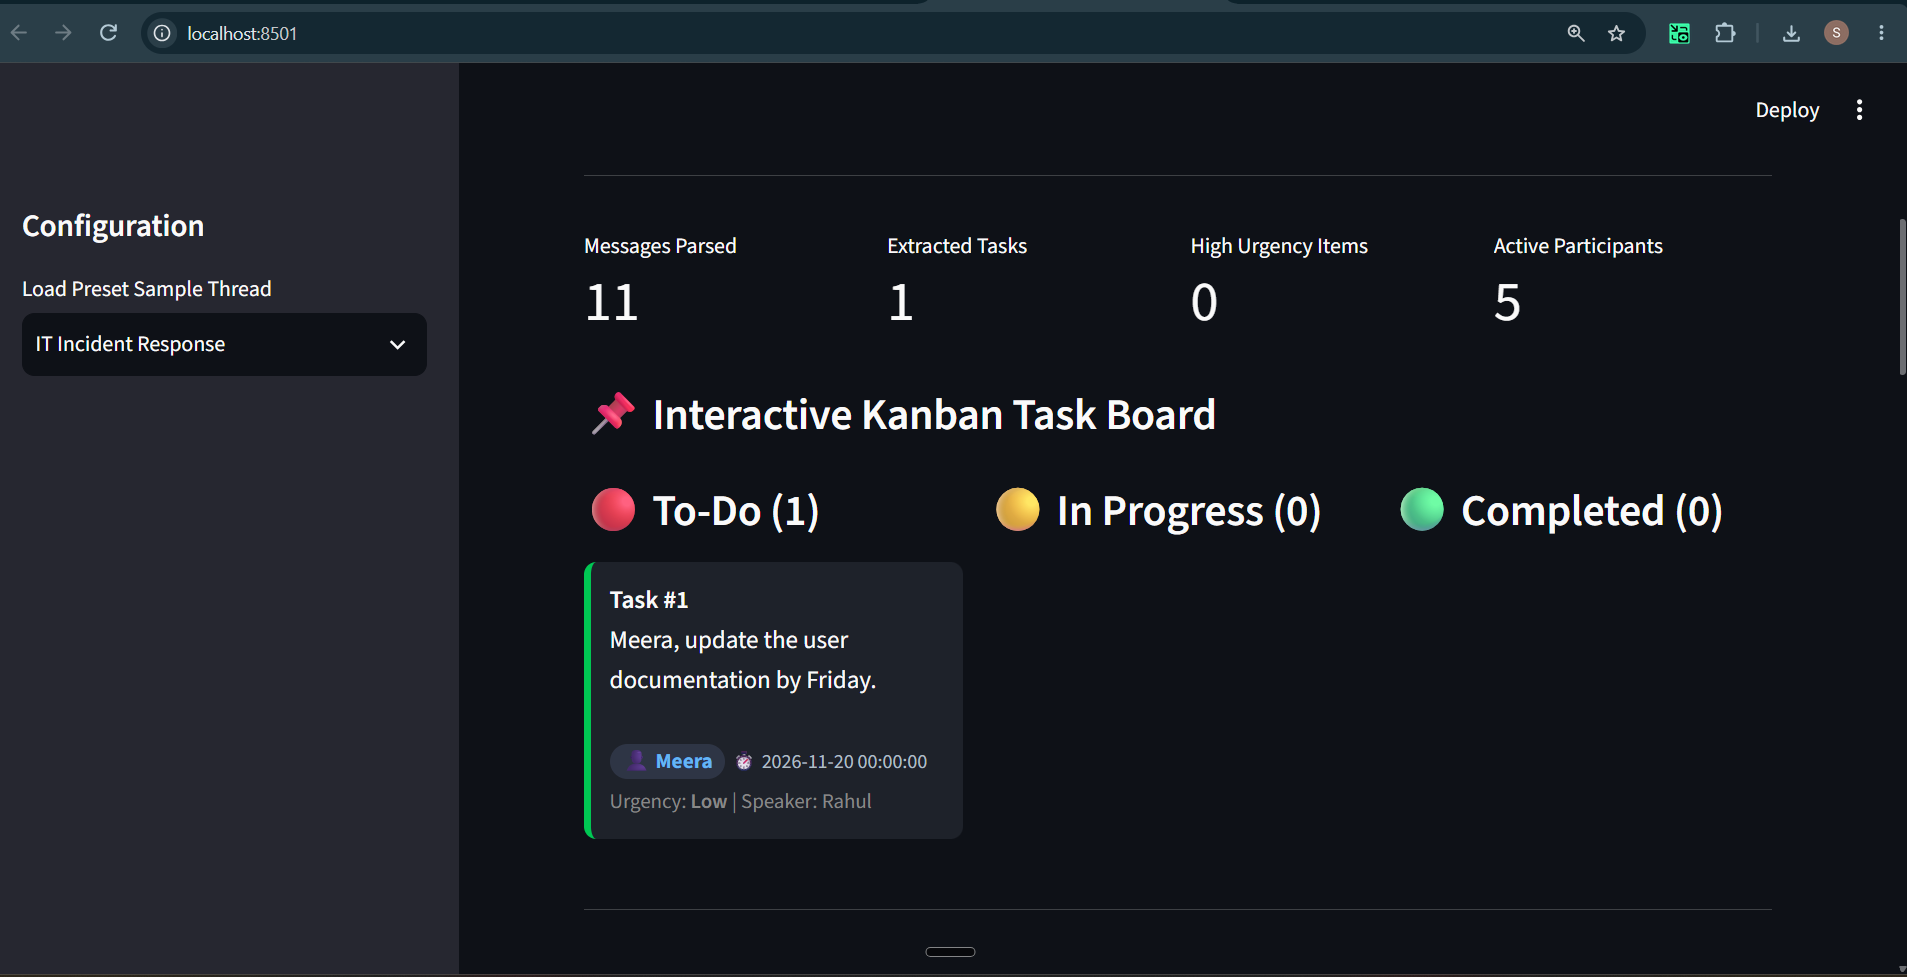 localhost:8501
S
Deploy
Configuration
Load Preset Sample Thread
IT Incident Response
Messages Parsed
11
Extracted Tasks
1
High Urgency Items
0
Active Participants
5
Interactive Kanban Task Board
To-Do (1)
In Progress (0)
Completed (0)
Task #1
Meera, update the user
documentation by Friday.
Meera 2026-11-20 00:00:00
Urgency: Low | Speaker: Rahul